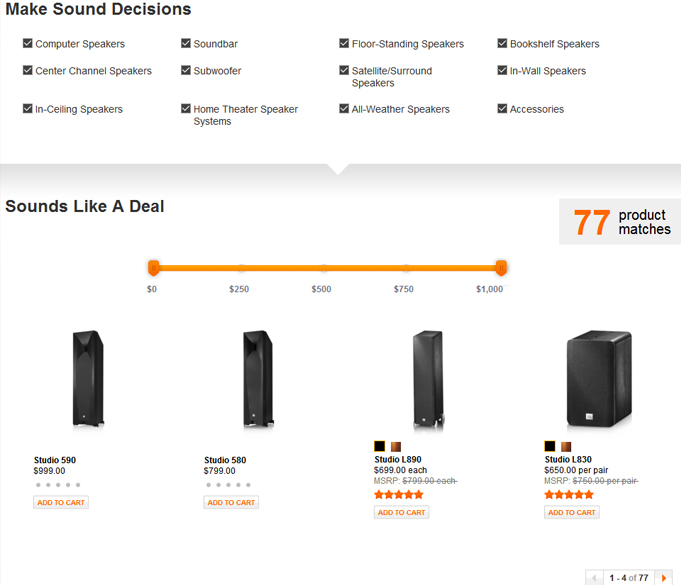 Make Sound Decisions
Computer Speakers
Soundbar
Floor-Standing Speakers
Bookshelf Speakers
Center Channel Speakers
Subwoofer
Satellite/Surround
Speakers
In-Wall Speakers
In-Ceiling Speakers
Home Theater Speaker
Systems
All-Weather Speakers
Accessories
Sounds Like A Deal
77 product
matches
$0 $250 $500 $750 $1,000
Studio 590
$999.00
ADD TO CART
Studio 580
$799.00
ADD TO CART
Studio L890
$699.00 each
MSRP: $799.00 each
ADD TO CART
Studio L830
$650.00 per pair
MSRP: $750.00 per pair
ADD TO CART
1 - 4 of 77